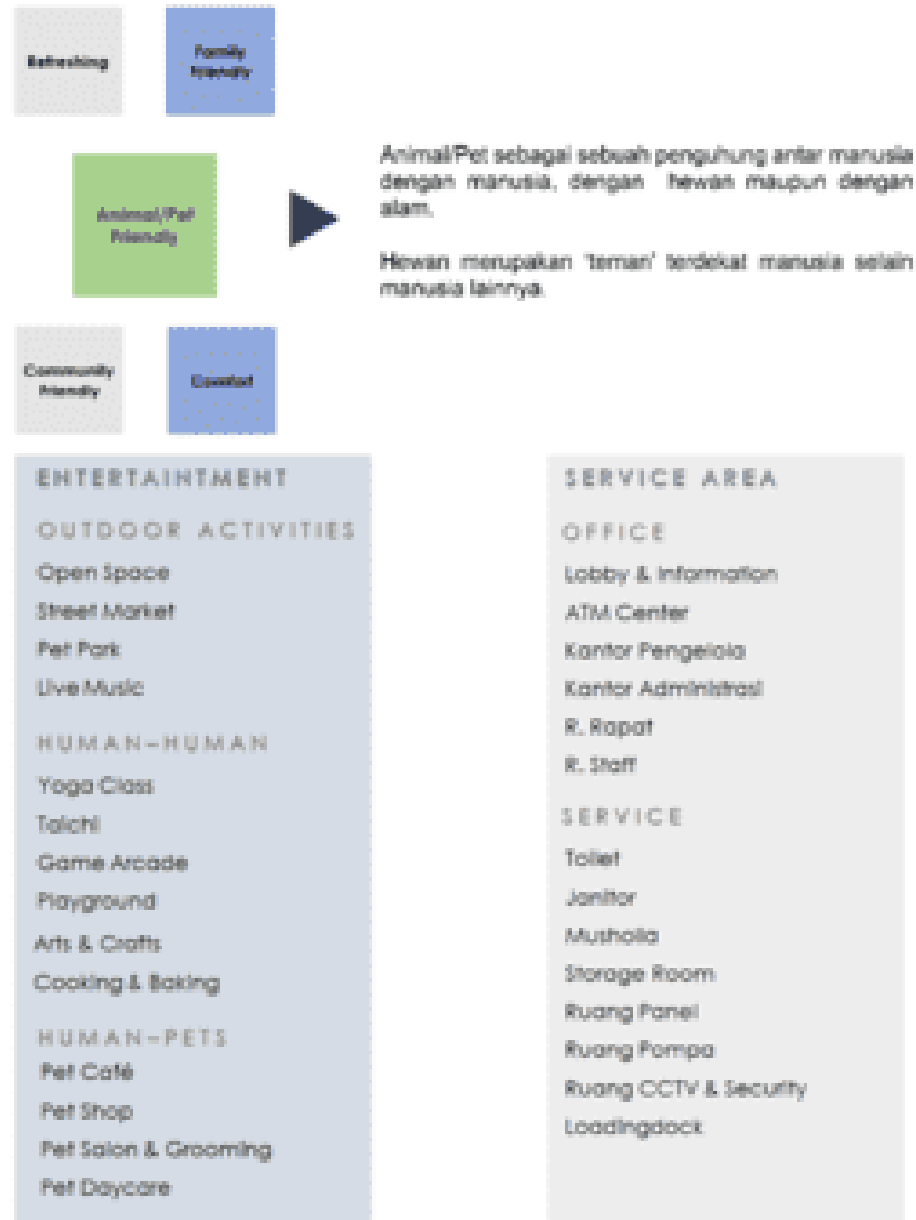 Refreshing
Family
Friendly
Animal/Pet
Friendly
Animal/Pet sebagai sebuah penguhung antar manusia
dengan manusia, dengan hewan maupun dengan
alam.
Hewan merupakan 'teman' terdekat manusia selain
manusia lainnya.
Community
Friendly
Comfort
ENTERTAINTMENT
OUTDOOR ACTIVITIES
Open Space
Street Market
Pet Park
Live Music
HUMAN-HUMAN
Yoga Class
Taichi
Game Arcade
Playground
Arts & Crafts
Cooking & Baking
HUMAN-PETS
Pet Café
Pet Shop
Pet Salon & Grooming
Pet Daycare
SERVICE AREA
OFFICE
Lobby & Information
ATM Center
Kantor Pengelola
Kantor Administrasi
R. Rapat
R. Staff
SERVICE
Toilet
Janitor
Musholla
Storage Room
Ruang Panel
Ruang Pompa
Ruang CCTV & Security
Loadingdock